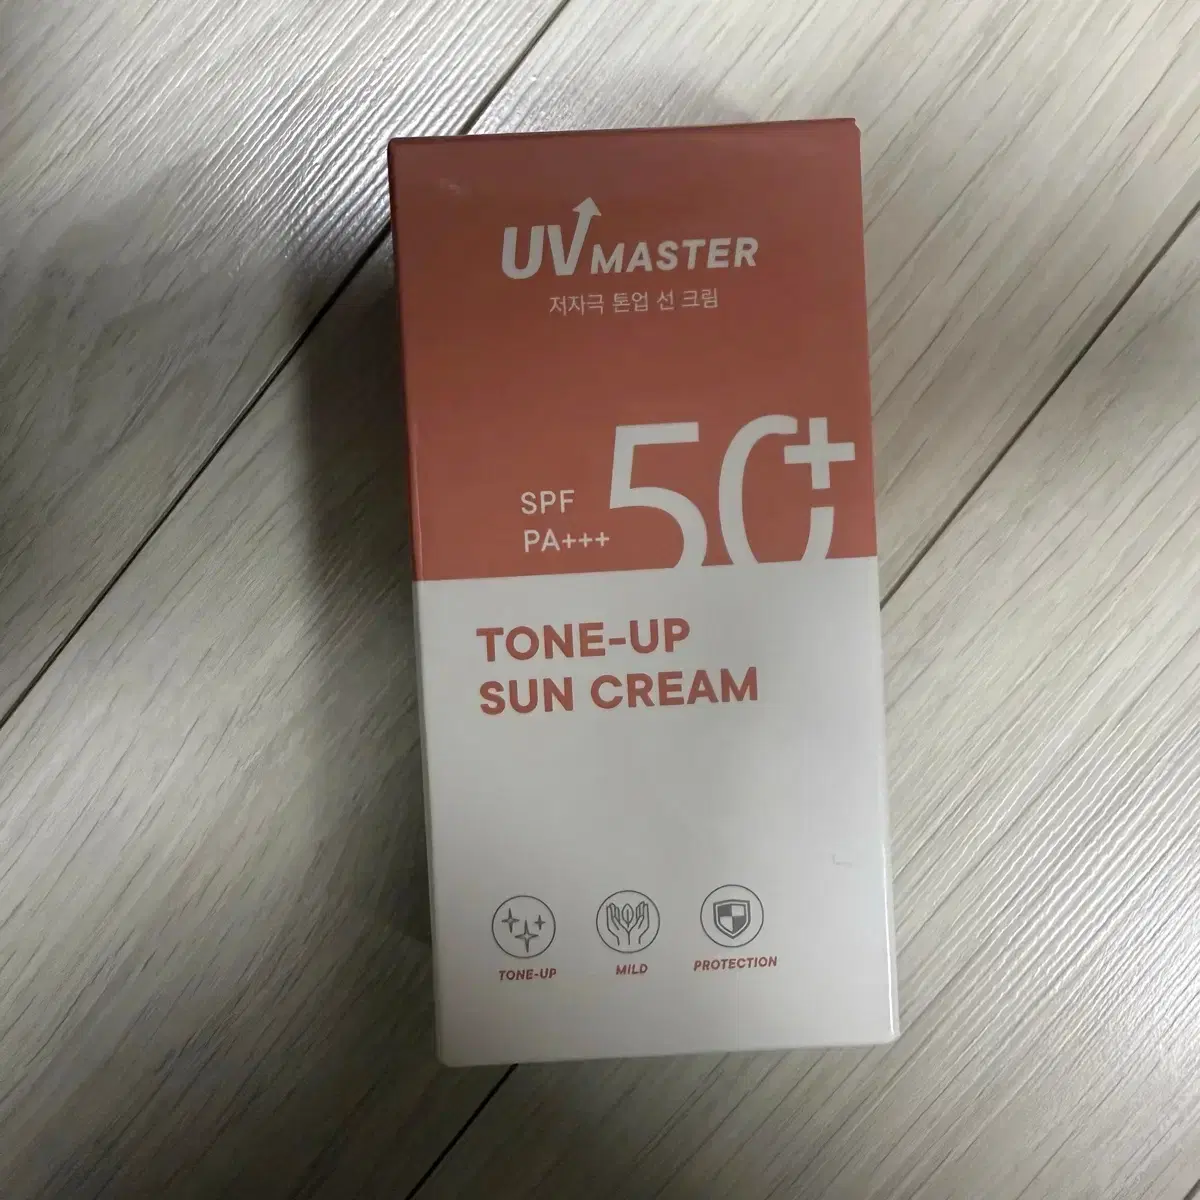 UV MASTER
저자극 톤업 선 크림
SPF 50+
PA+++
TONE-UP
SUN CREAM
TONE-UP MILD PROTECTION